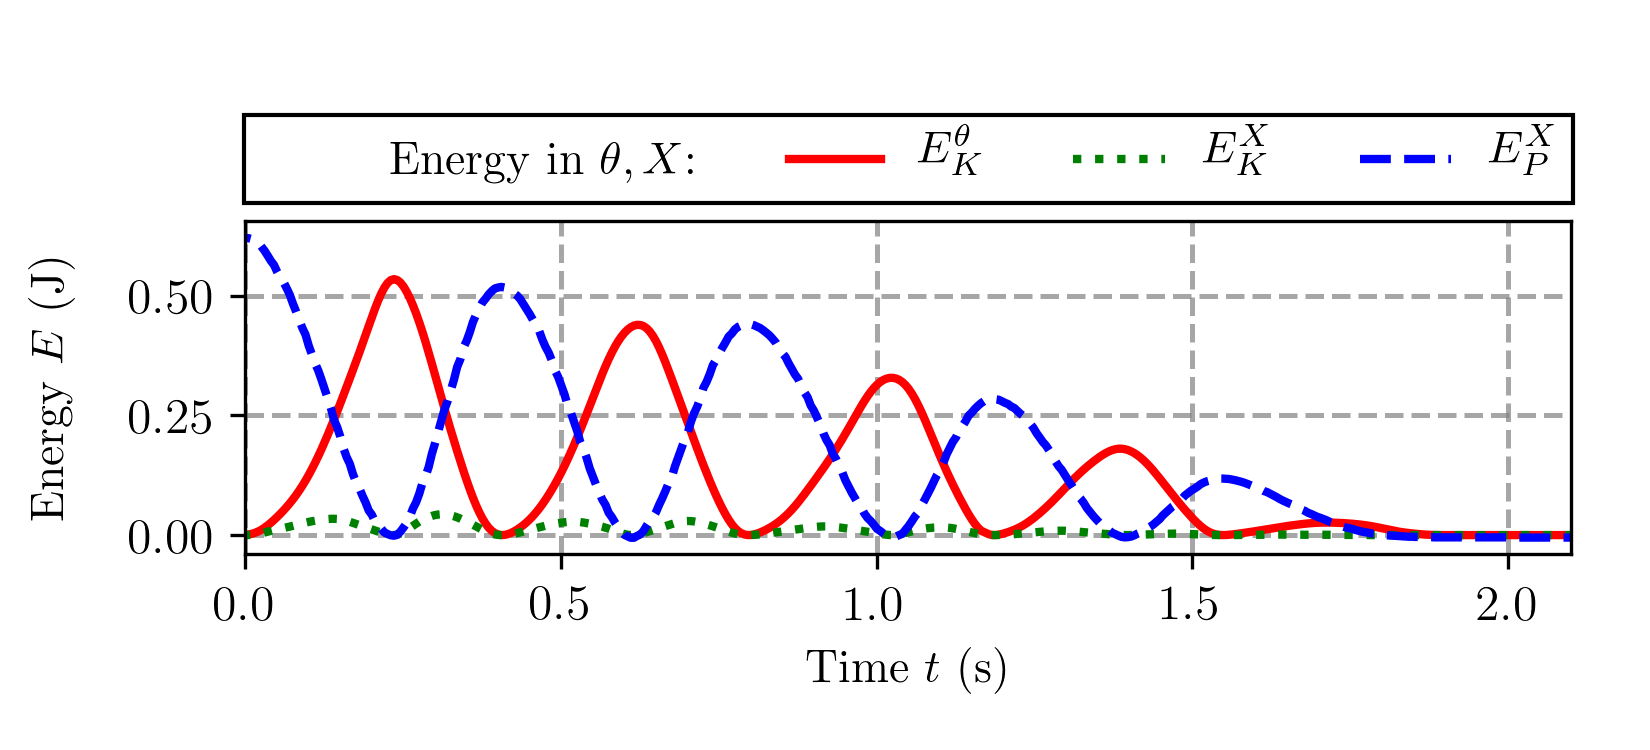 Energy in θ, X: E_K^θ E_K^X E_P^X
Energy E (J)
0.50
0.25
0.00
0.0 0.5 1.0 1.5 2.0
Time t (s)